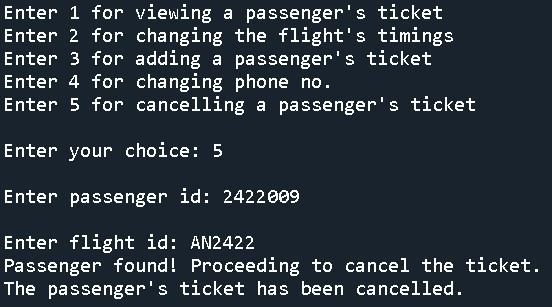 Enter 1 for viewing a passenger's ticket
Enter 2 for changing the flight's timings
Enter 3 for adding a passenger's ticket
Enter 4 for changing phone no.
Enter 5 for cancelling a passenger's ticket
Enter your choice: 5
Enter passenger id: 2422009
Enter flight id: AN2422
Passenger found! Proceeding to cancel the ticket.
The passenger's ticket has been cancelled.